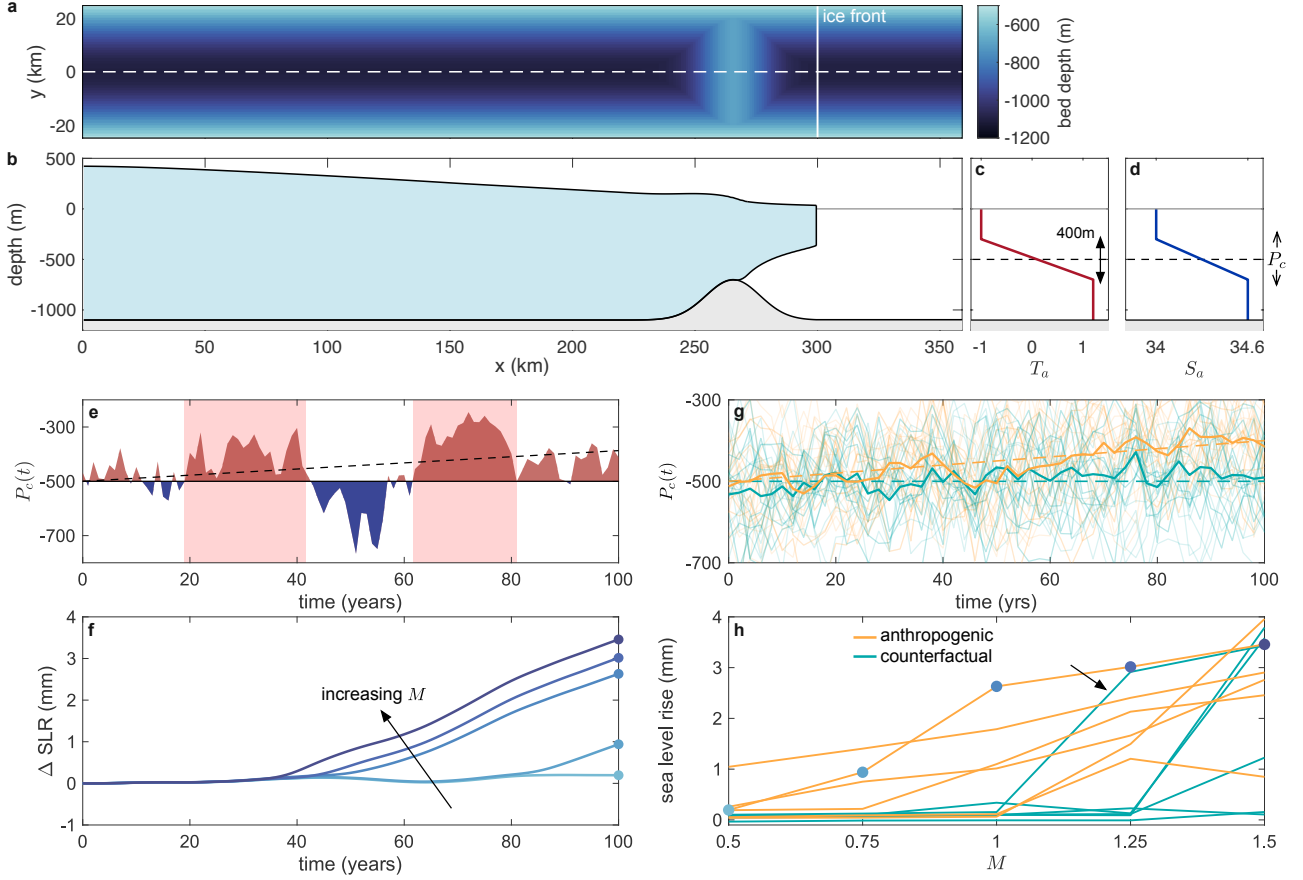 a
20
0
-20
y (km)
ice front
-600
-800
-1000
-1200
bed depth (m)
b
500
0
-500
-1000
depth (m)
0
50
100
150
200
250
300
350
x (km)
c
400m
-1
0
1
T_a
d
P_c
34
34.6
S_a
e
-300
-500
-700
P_c(t)
0
20
40
60
80
100
time (years)
g
-300
-500
-700
P_c(t)
0
20
40
60
80
100
time (yrs)
f
4
3
2
1
0
-1
Δ SLR (mm)
increasing M
0
20
40
60
80
100
time (years)
h
anthropogenic
counterfactual
4
3
2
1
0
sea level rise (mm)
0.5
0.75
1
1.25
1.5
M